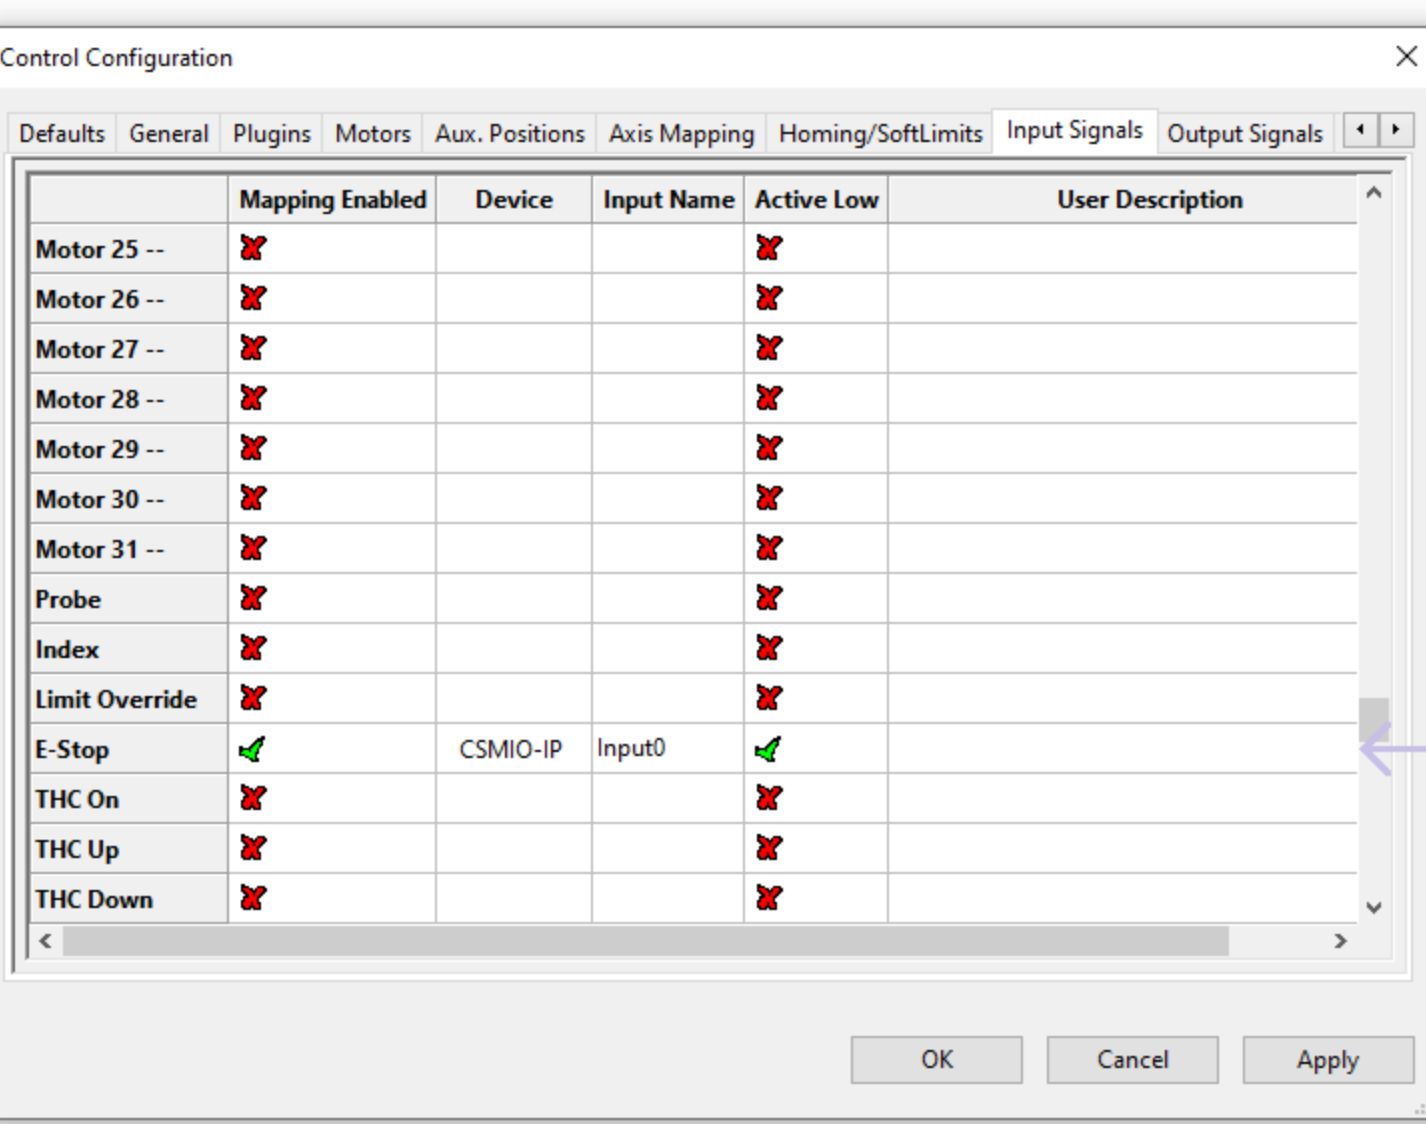 Control Configuration
Defaults General Plugins Motors Aux. Positions Axis Mapping Homing/SoftLimits Input Signals Output Signals
Mapping Enabled Device Input Name Active Low User Description
Motor 25 --
Motor 26 --
Motor 27 --
Motor 28 --
Motor 29 --
Motor 30 --
Motor 31 --
Probe
Index
Limit Override
E-Stop CSMIO-IP Input0
THC On
THC Up
THC Down
OK Cancel Apply